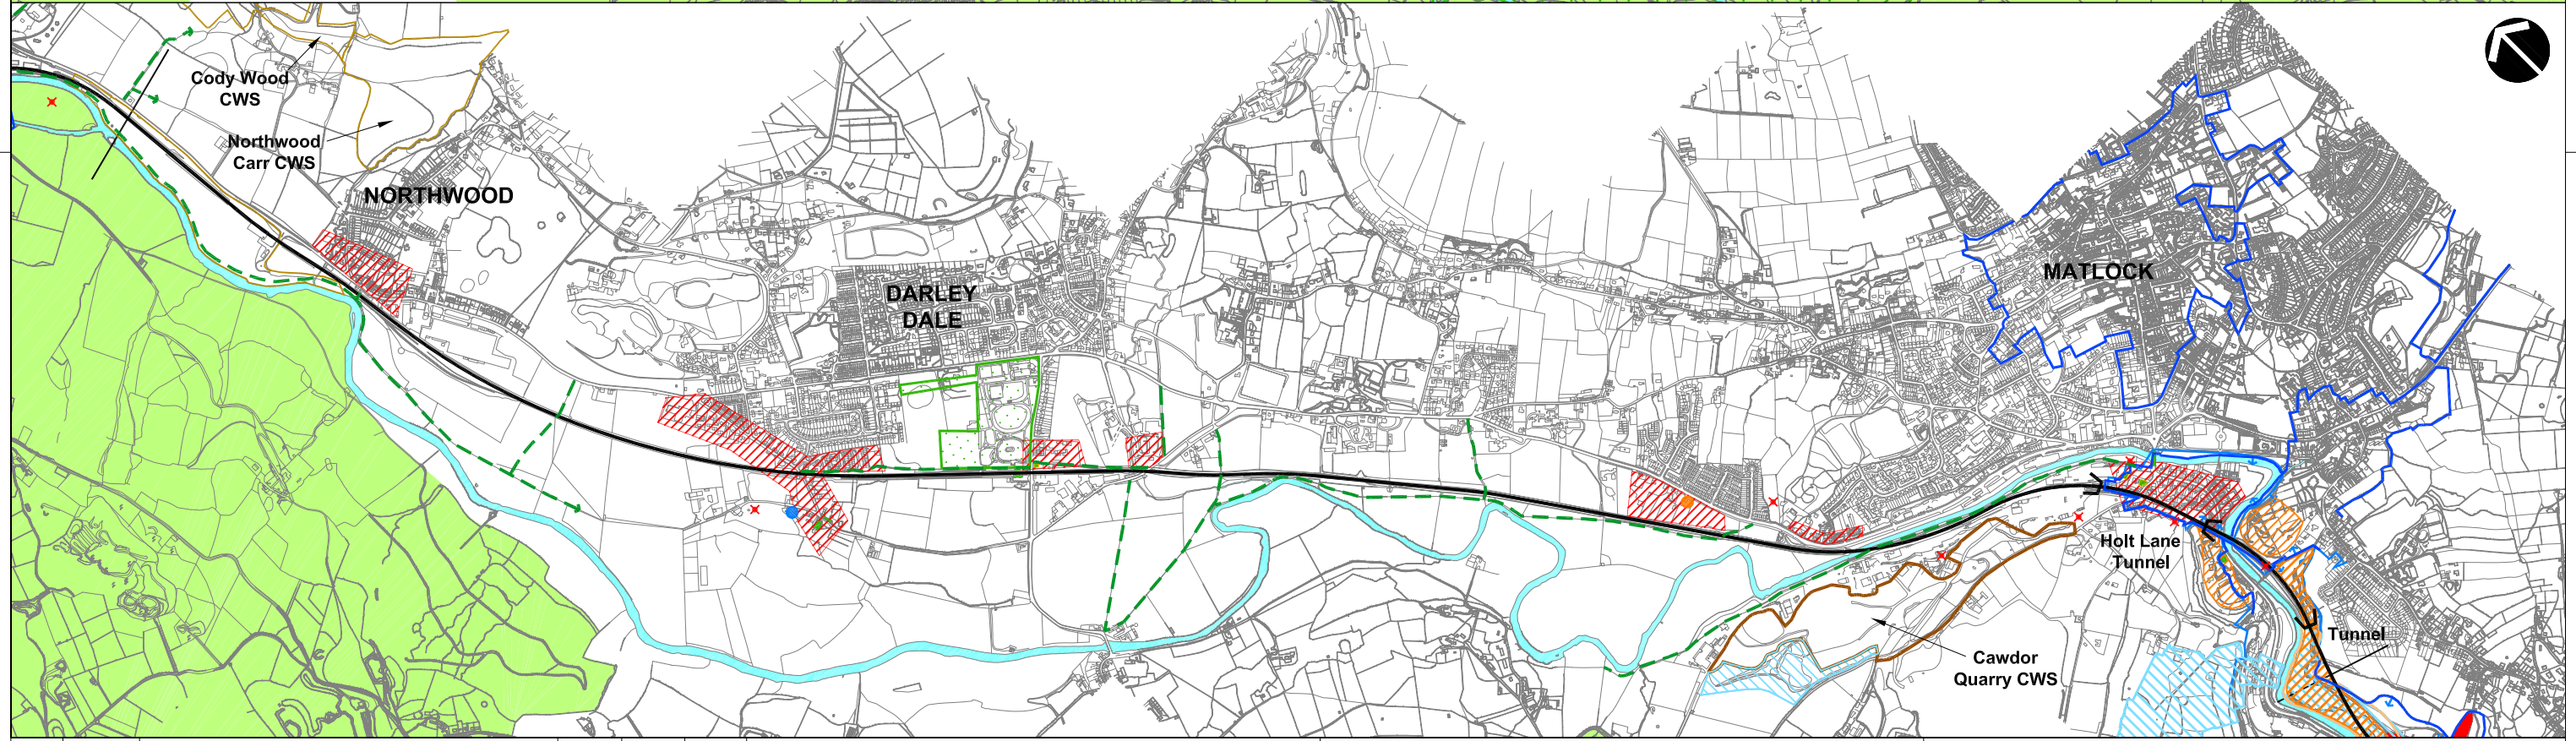 Cody Wood
CWS
Northwood
Carr CWS
NORTHWOOD
DARLEY
DALE
MATLOCK
Holt Lane
Tunnel
Tunnel
Cawdor
Quarry CWS